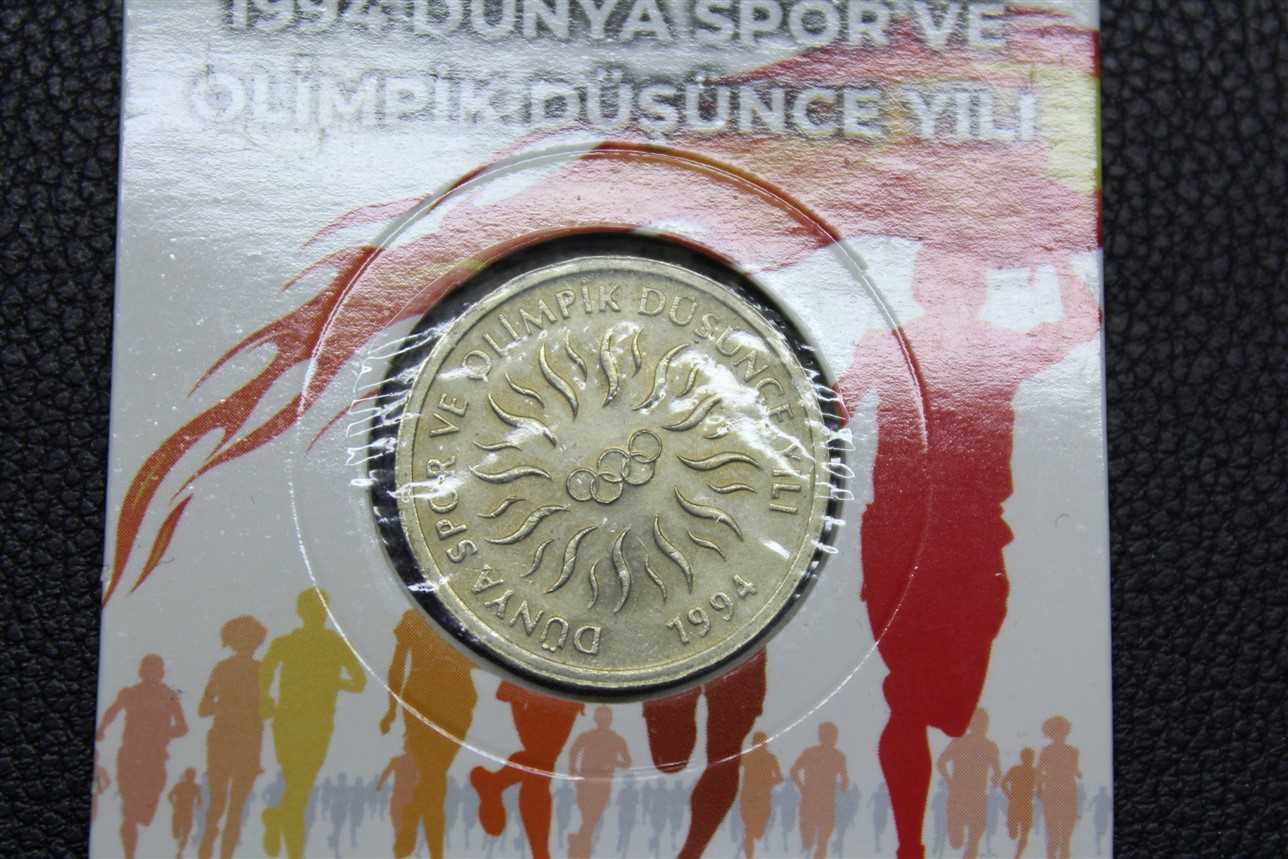 1994 DÜNYA SPOR VE
OLİMPİK DÜŞÜNCE YILI
DÜNYA SPOR VE OLİMPİK DÜŞÜNCE YILI
1994